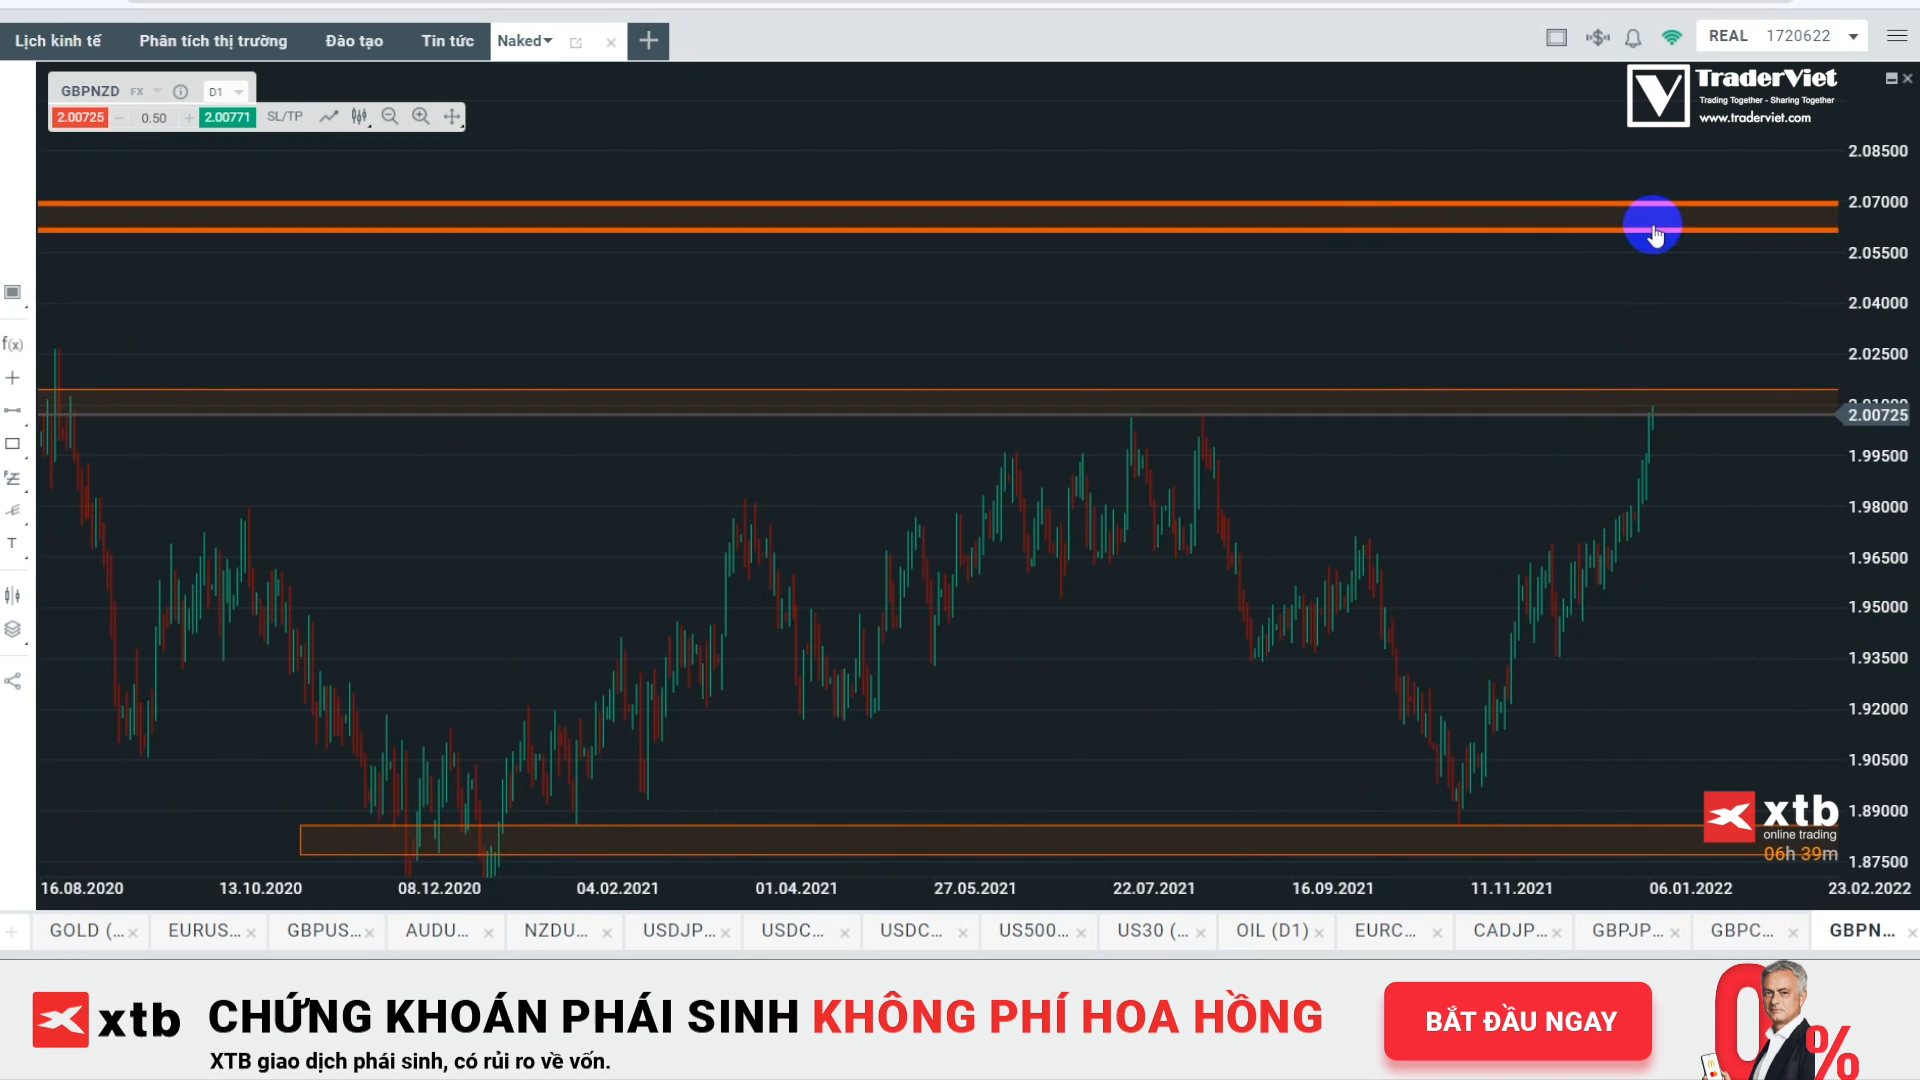 Lịch kinh tế
Phân tích thị trường
Đào tạo
Tin tức
Naked
REAL 1720622
GBPNZD FX D1
2.00725 0.50 2.00771 SL/TP
TraderViet
Trading Together - Sharing Together
www.traderviet.com
2.08500
2.07000
2.05500
2.04000
2.02500
2.00725
1.99500
1.98000
1.96500
1.95000
1.93500
1.92000
1.90500
1.89000
1.87500
f(x)
T
xtb
online trading
06h 39m
16.08.2020
13.10.2020
08.12.2020
04.02.2021
01.04.2021
27.05.2021
22.07.2021
16.09.2021
11.11.2021
06.01.2022
23.02.2022
GOLD (...
EURUS...
GBPUS...
AUDU...
NZDU...
USDJP...
USDC...
USDC...
US500...
US30 (...
OIL (D1)
EURC...
CADJP...
GBPJP...
GBPC...
GBPN...
xtb
CHỨNG KHOÁN PHÁI SINH KHÔNG PHÍ HOA HỒNG
XTB giao dịch phái sinh, có rủi ro về vốn.
BẮT ĐẦU NGAY
0%